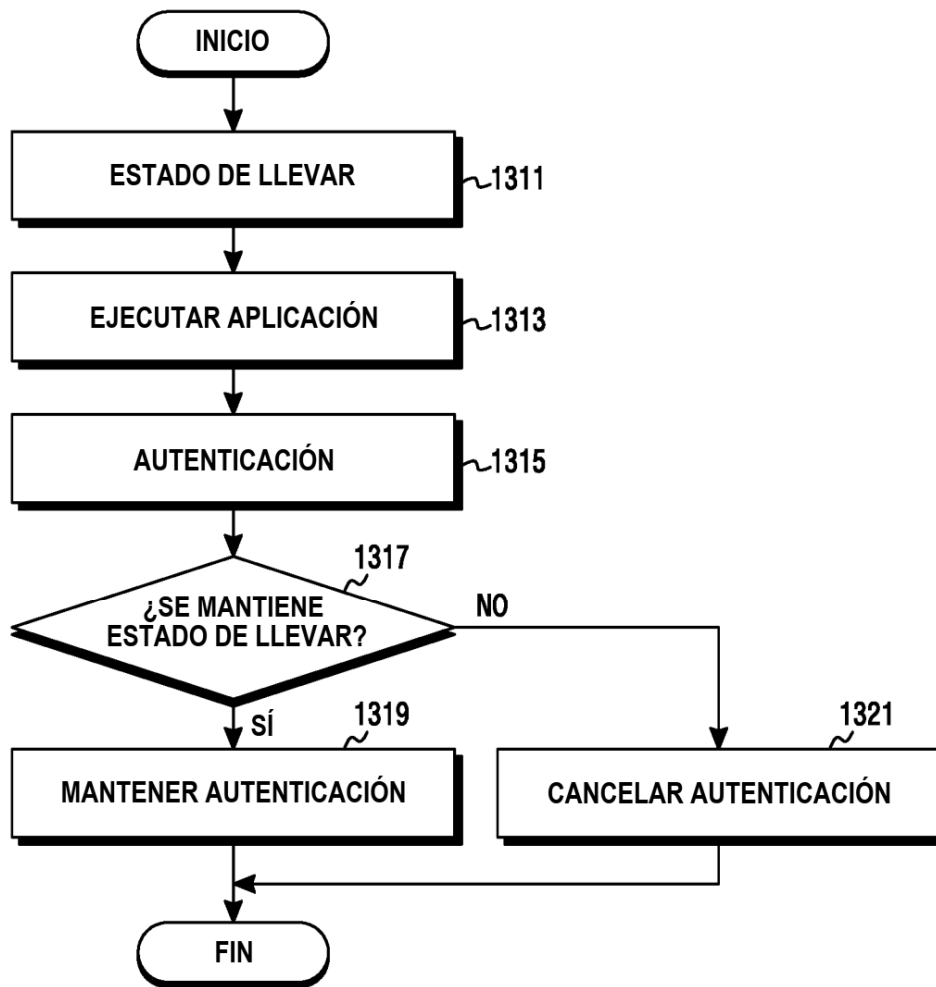 INICIO
ESTADO DE LLEVAR
1311
EJECUTAR APLICACIÓN
1313
AUTENTICACIÓN
1315
1317
¿SE MANTIENE
ESTADO DE LLEVAR?
NO
SÍ
1319
MANTENER AUTENTICACIÓN
1321
CANCELAR AUTENTICACIÓN
FIN